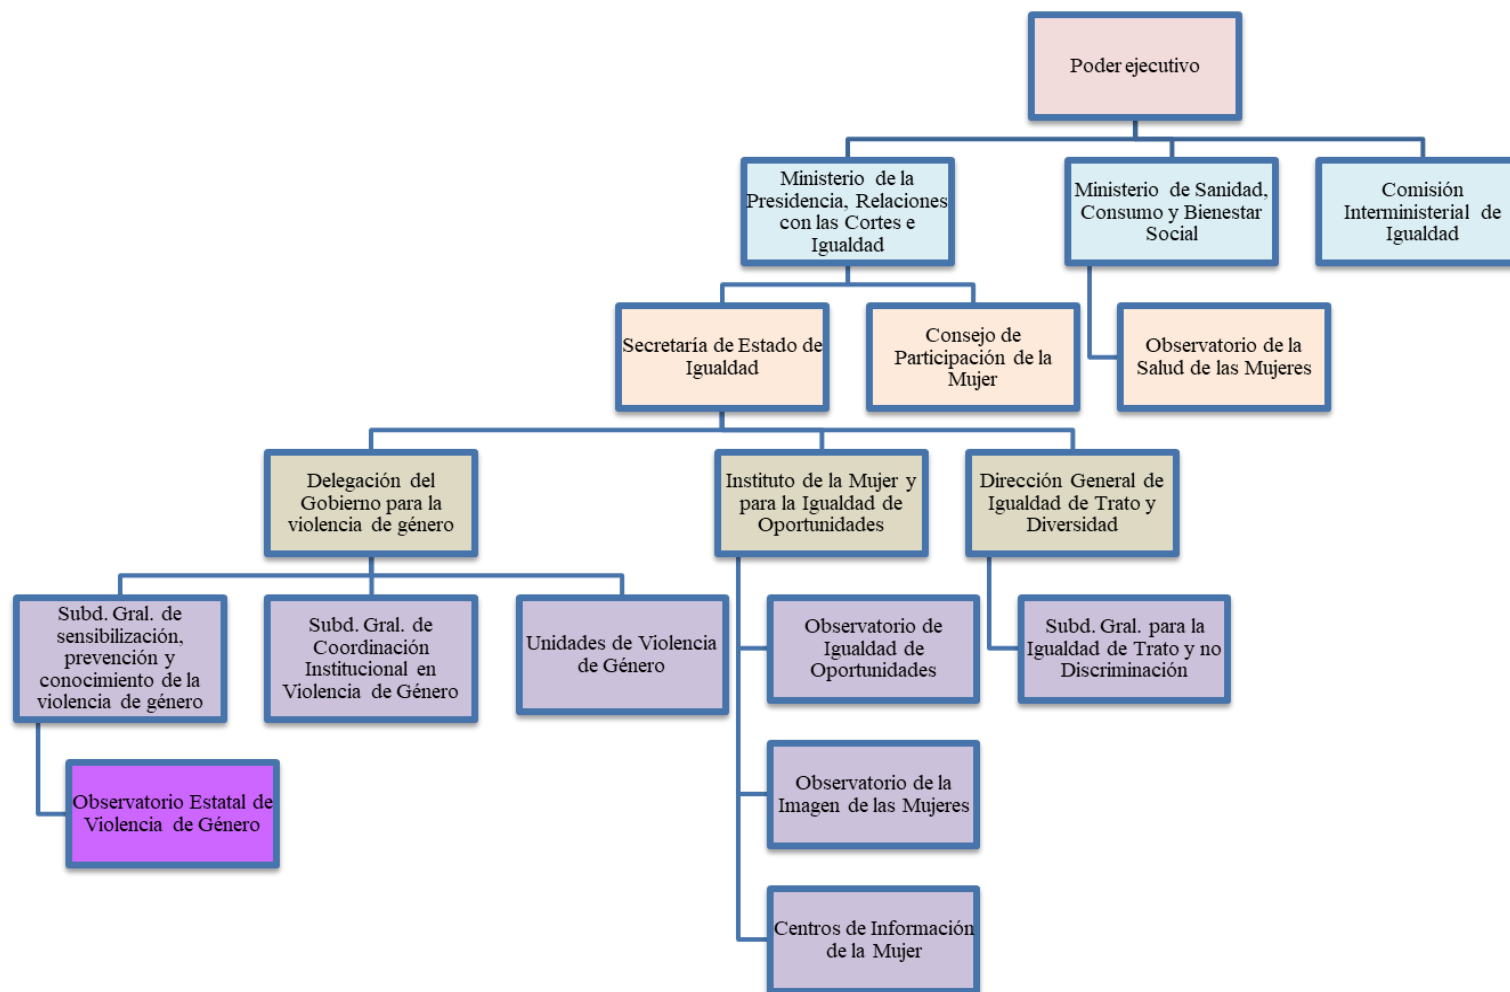 Poder ejecutivo
Ministerio de la
Presidencia, Relaciones
con las Cortes e
Igualdad
Ministerio de Sanidad,
Consumo y Bienestar
Social
Comisión
Interministerial de
Igualdad
Secretaría de Estado de
Igualdad
Consejo de
Participación de la
Mujer
Observatorio de la
Salud de las Mujeres
Delegación del
Gobierno para la
violencia de género
Instituto de la Mujer y
para la Igualdad de
Oportunidades
Dirección General de
Igualdad de Trato y
Diversidad
Subd. Gral. de
sensibilización,
prevención y
conocimiento de la
violencia de género
Subd. Gral. de
Coordinación
Institucional en
Violencia de Género
Unidades de Violencia
de Género
Observatorio de
Igualdad de
Oportunidades
Subd. Gral. para la
Igualdad de Trato y no
Discriminación
Observatorio Estatal de
Violencia de Género
Observatorio de la
Imagen de las Mujeres
Centros de Información
de la Mujer